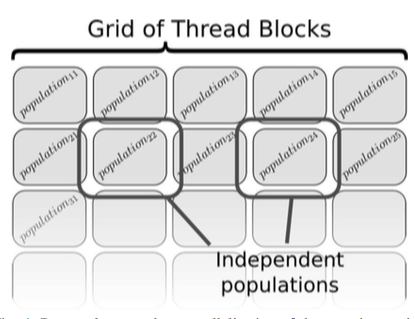 Grid of Thread Blocks
population₁₁ population₁₂ population₁₃ population₁₄ population₁₅
population₂₁ population₂₂ population₂₃ population₂₄ population₂₅
population₃₁
Independent
populations